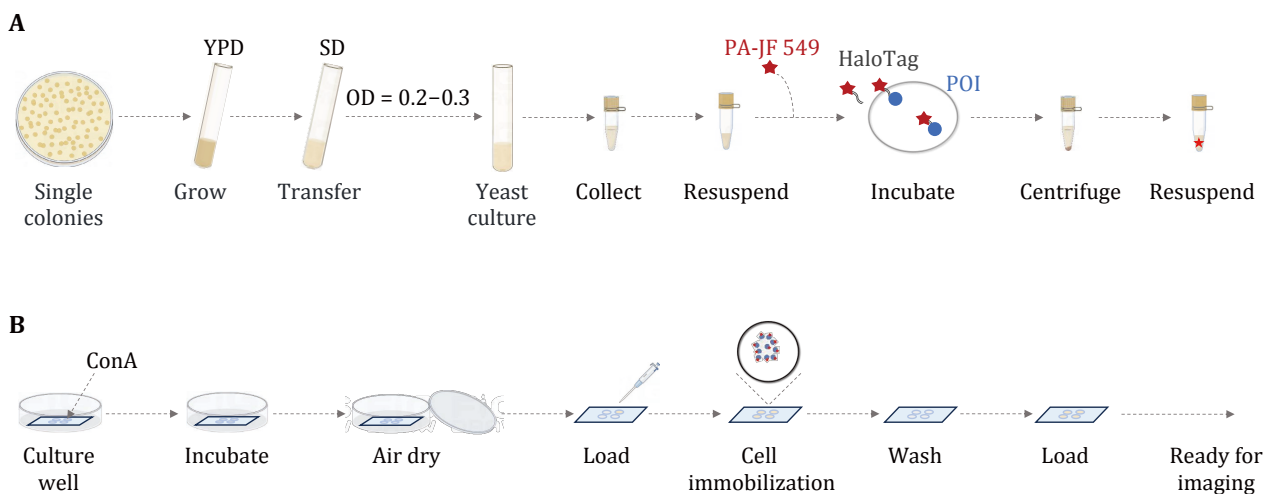 A
YPD
SD
OD = 0.2–0.3
PA-JF 549
HaloTag
POI
Single
colonies
Grow
Transfer
Yeast
culture
Collect
Resuspend
Incubate
Centrifuge
Resuspend
B
ConA
Culture
well
Incubate
Air dry
Load
Cell
immobilization
Wash
Load
Ready for
imaging